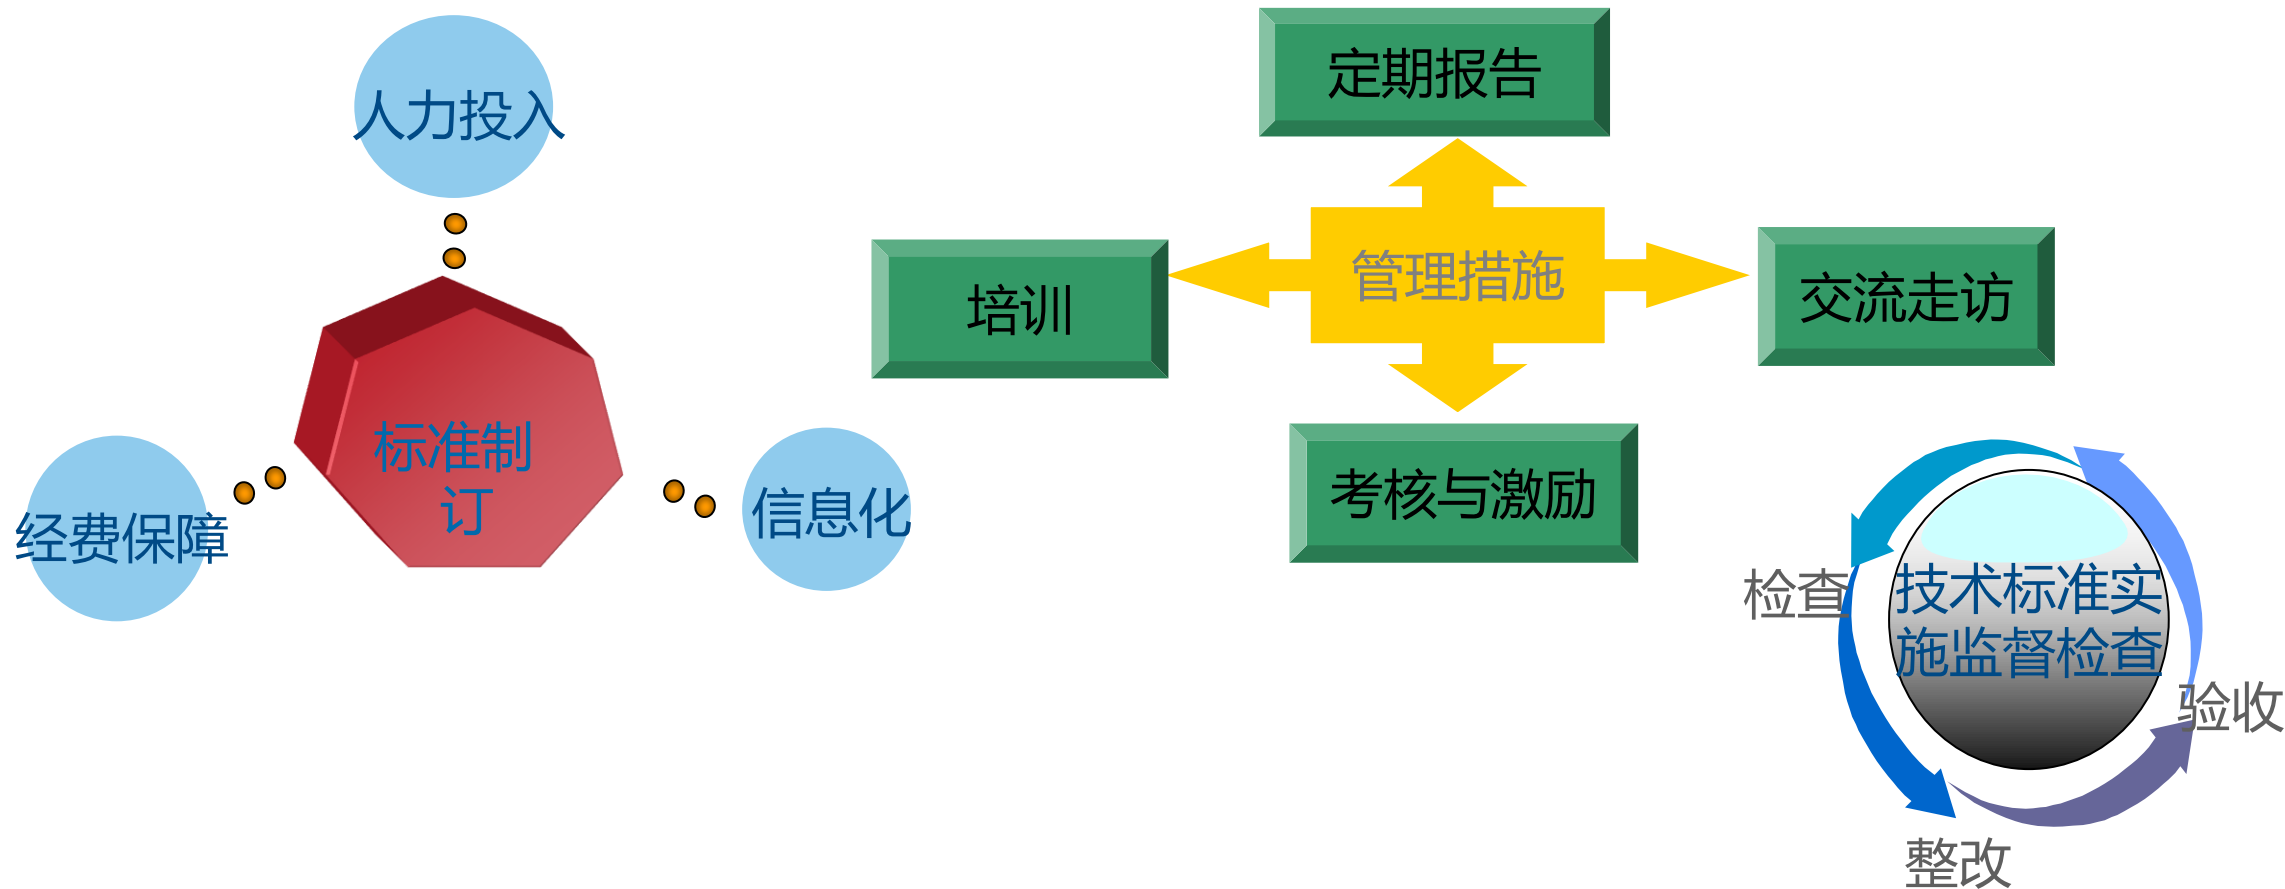 人力投入
标准制
订
经费保障
信息化
定期报告
培训
管理措施
交流走访
考核与激励
检查
技术标准实
施监督检查
验收
整改